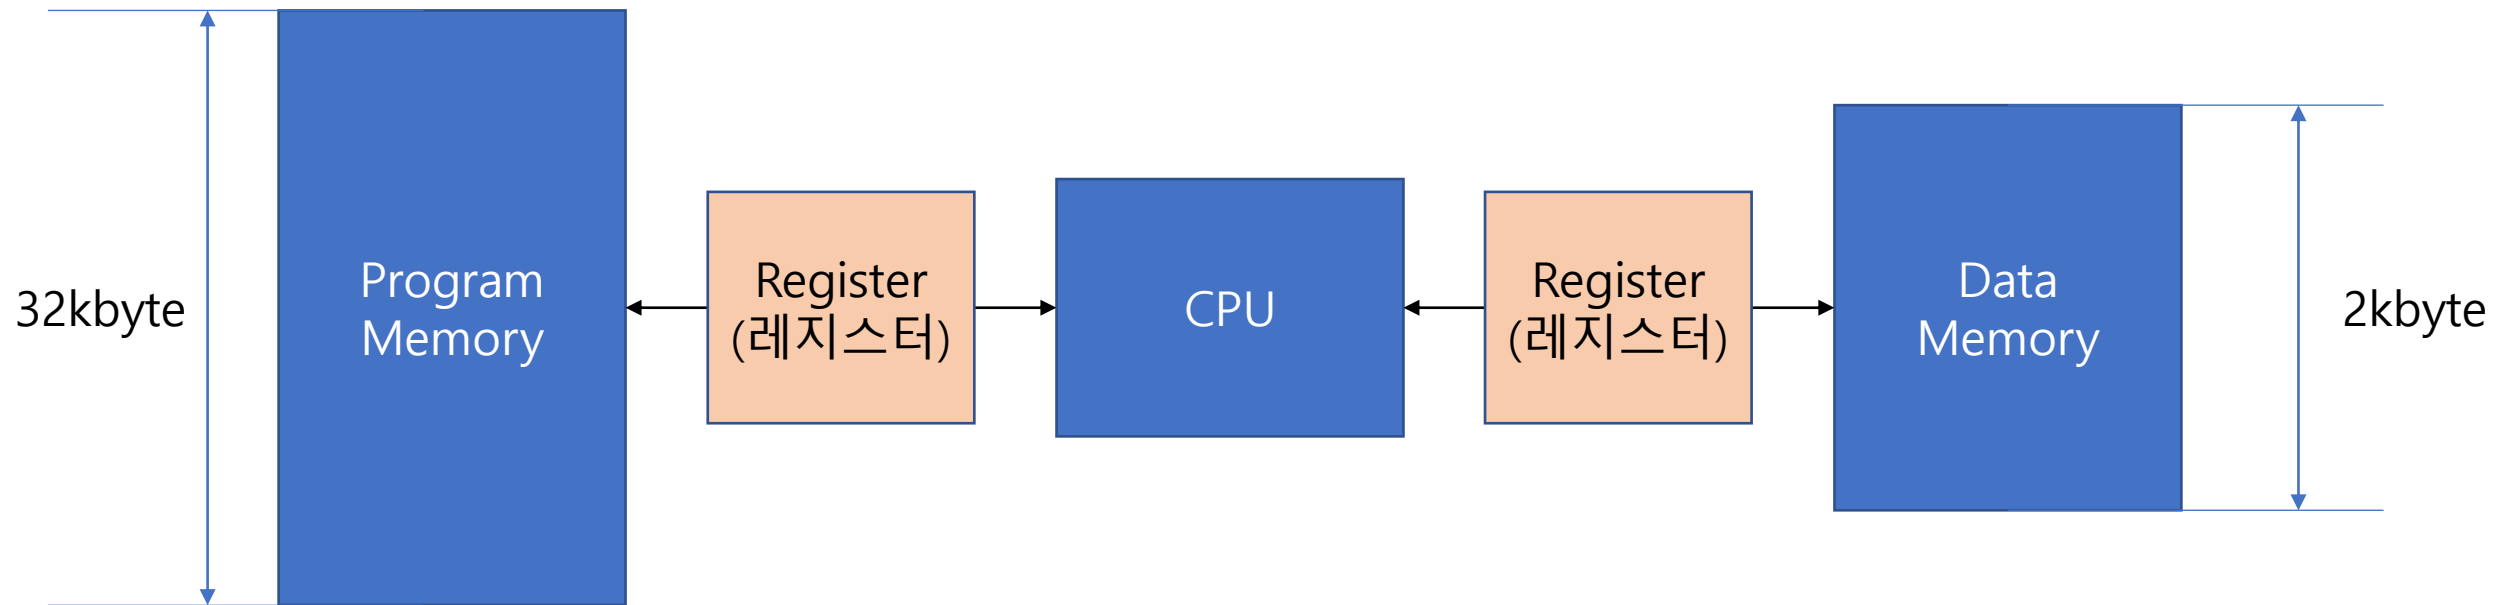 32kbyte
Program
Memory
Register
(레지스터)
CPU
Register
(레지스터)
Data
Memory
2kbyte